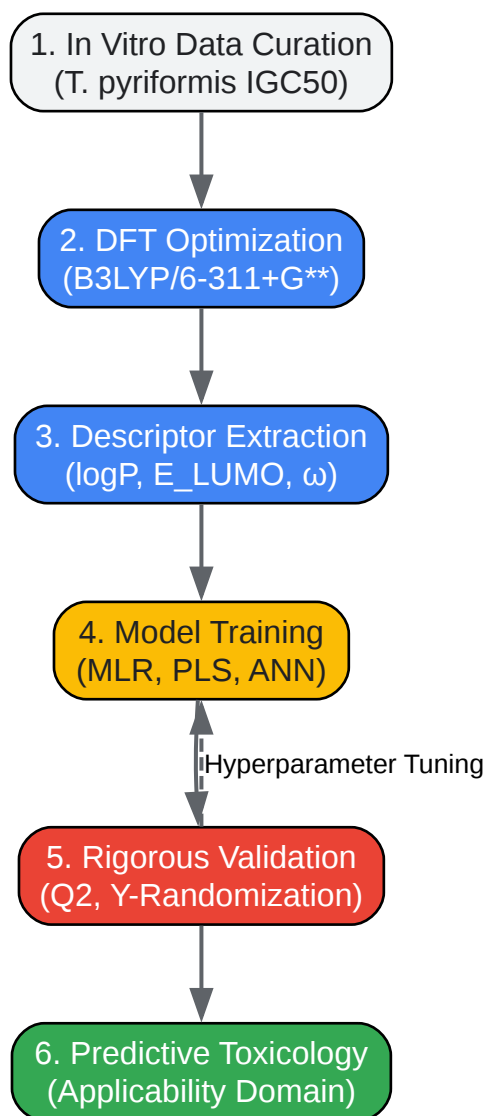 1. In Vitro Data Curation
(T. pyriformis IGC50)
2. DFT Optimization
(B3LYP/6-311+G**)
3. Descriptor Extraction
(logP, E_LUMO, ω)
4. Model Training
(MLR, PLS, ANN)
Hyperparameter Tuning
5. Rigorous Validation
(Q2, Y-Randomization)
6. Predictive Toxicology
(Applicability Domain)